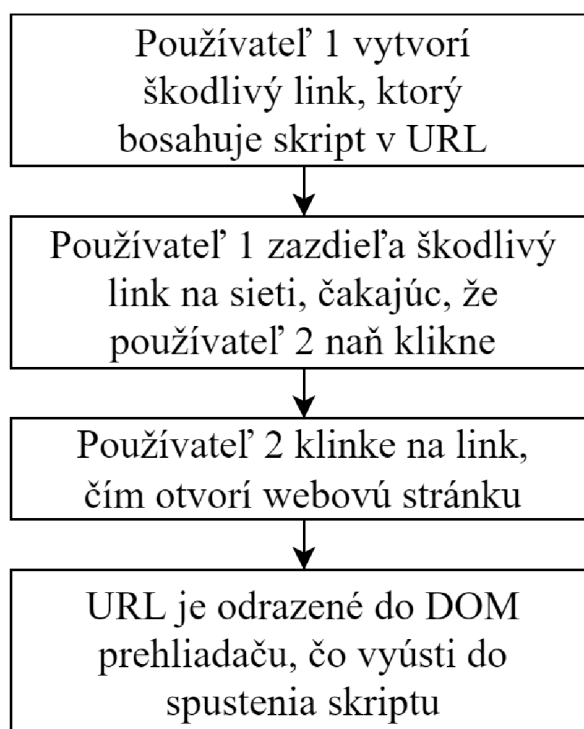 Používateľ 1 vytvorí
škodlivý link, ktorý
bosahuje skript v URL
Používateľ 1 zazdieľa škodlivý
link na sieti, čakajúc, že
používateľ 2 naň klikne
Používateľ 2 klinke na link,
čím otvorí webovú stránku
URL je odrazené do DOM
prehliadaču, čo vyústi do
spustenia skriptu